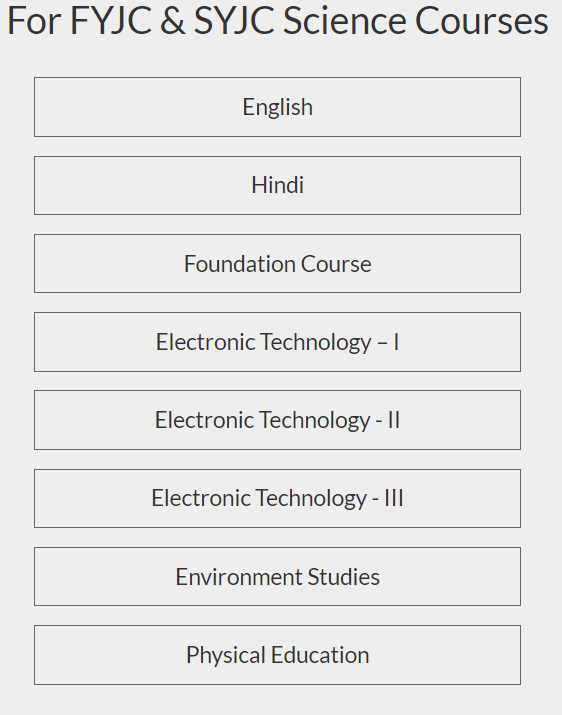 For FYJC & SYJC Science Courses
English
Hindi
Foundation Course
Electronic Technology – I
Electronic Technology - II
Electronic Technology - III
Environment Studies
Physical Education